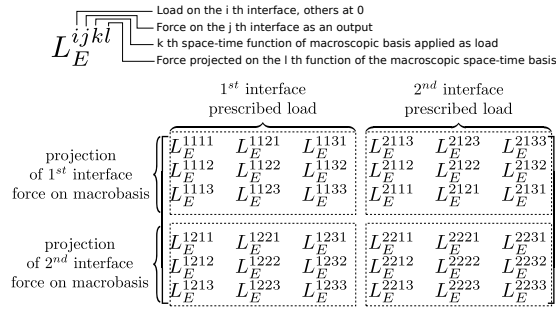 Load on the i th interface, others at 0
Force on the j th interface as an output
k th space-time function of macroscopic basis applied as load
Force projected on the l th function of the macroscopic space-time basis
L_E^{ijkl}
1^{st} interface 2^{nd} interface
prescribed load prescribed load
projection
of 1^{st} interface
force on macrobasis
L_E^{1111} L_E^{1121} L_E^{1131} L_E^{2113} L_E^{2123} L_E^{2133}
L_E^{1112} L_E^{1122} L_E^{1132} L_E^{2112} L_E^{2122} L_E^{2132}
L_E^{1113} L_E^{1123} L_E^{1133} L_E^{2111} L_E^{2121} L_E^{2131}
projection
of 2^{nd} interface
force on macrobasis
L_E^{1211} L_E^{1221} L_E^{1231} L_E^{2211} L_E^{2221} L_E^{2231}
L_E^{1212} L_E^{1222} L_E^{1232} L_E^{2212} L_E^{2222} L_E^{2232}
L_E^{1213} L_E^{1223} L_E^{1233} L_E^{2213} L_E^{2223} L_E^{2233}